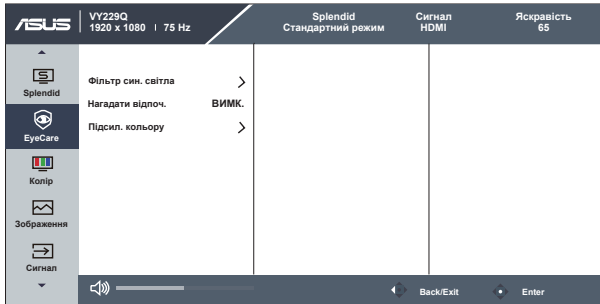 ASUS
VY229Q
1920 x 1080 | 75 Hz
Splendid
Стандартний режим
Сигнал
HDMI
Яскравість
65
Splendid
EyeCare
Колір
Зображення
Сигнал
Фільтр син. світла
Нагадати відпоч. ВИМК.
Підсил. кольору
Back/Exit
Enter